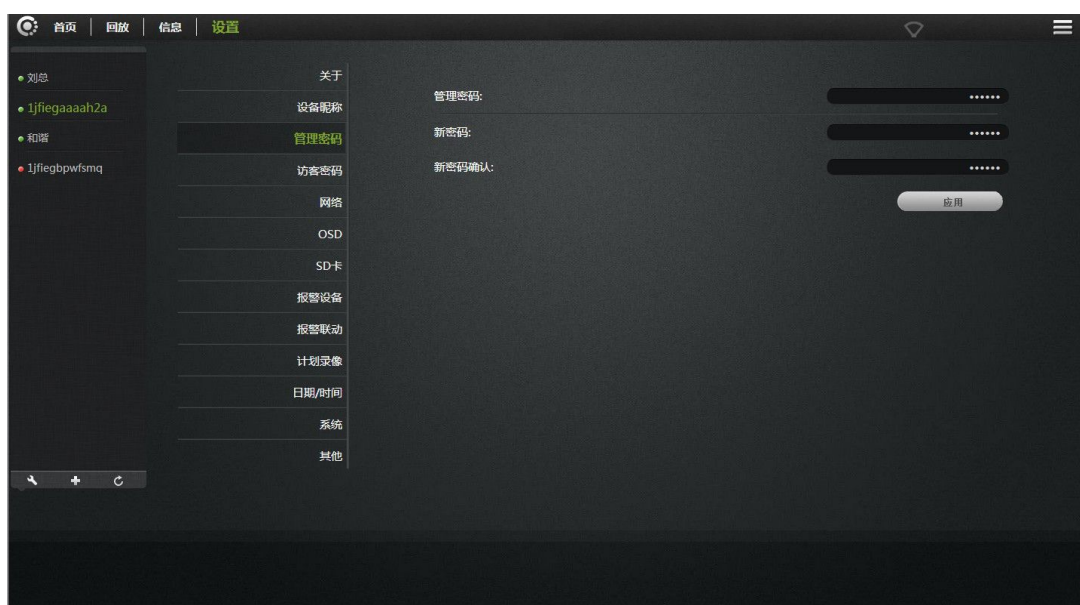 首页 回放 信息 设置
刘总
1jfiegaaaah2a
和谐
1jfiegbpwfsmq
关于
设备昵称
管理密码
访客密码
网络
OSD
SD卡
报警设备
报警联动
计划录像
日期/时间
系统
其他
管理密码: ••••••
新密码: ••••••
新密码确认: ••••••
应用